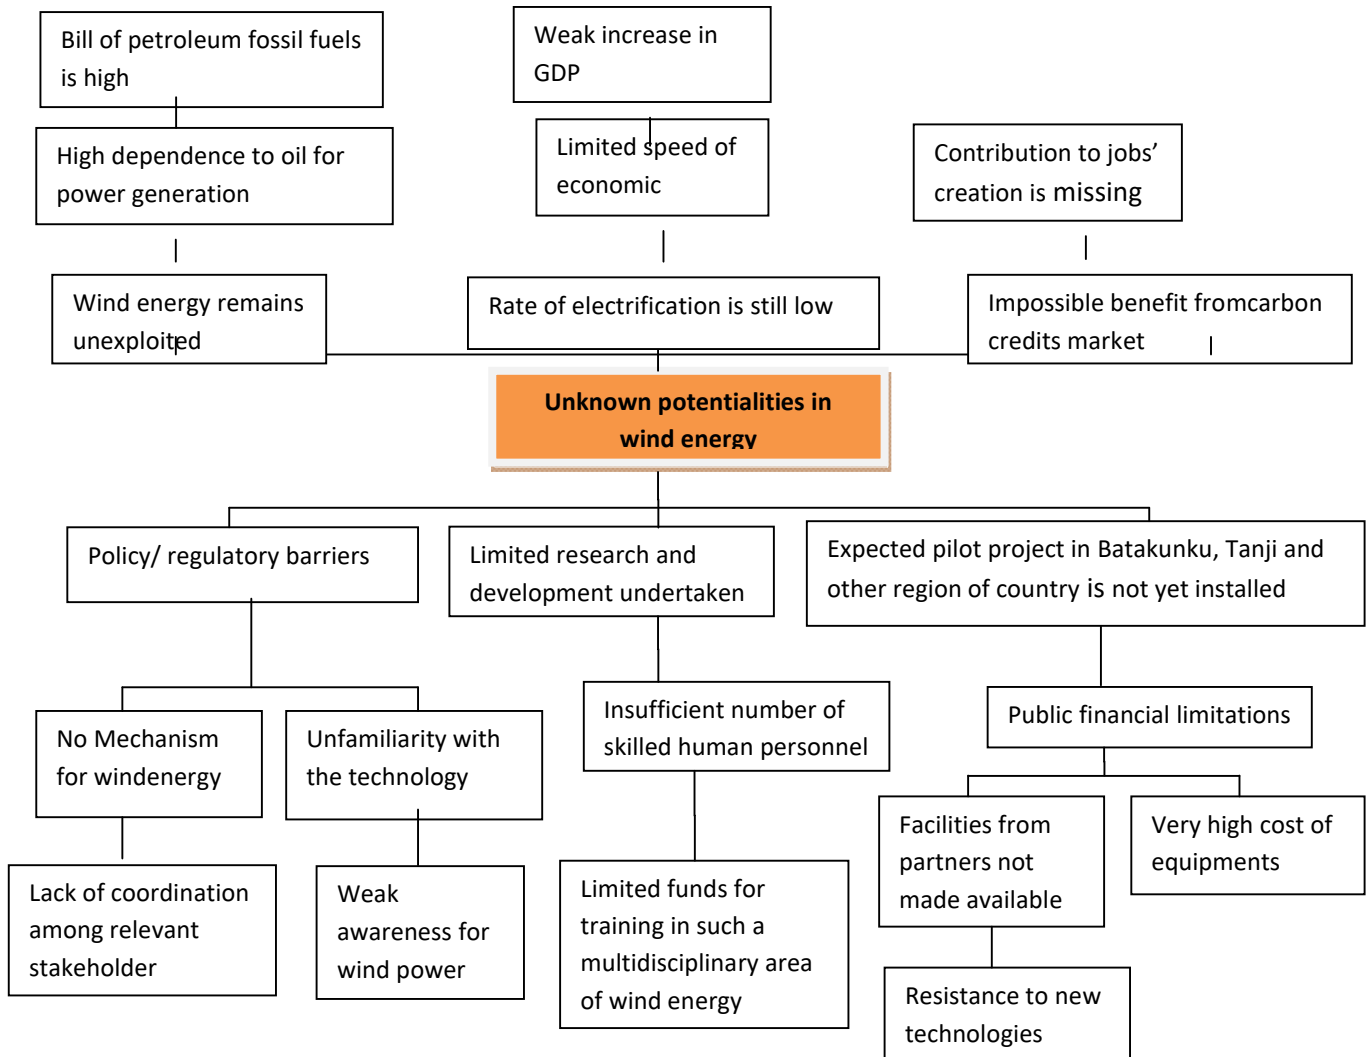 Bill of petroleum fossil fuels
is high
Weak increase in
GDP
High dependence to oil for
power generation
Limited speed of
economic
Contribution to jobs’
creation is missing
Wind energy remains
unexploited
Rate of electrification is still low
Impossible benefit fromcarbon
credits market
Unknown potentialities in
wind energy
Policy/ regulatory barriers
Limited research and
development undertaken
Expected pilot project in Batakunku, Tanji and
other region of country is not yet installed
No Mechanism
for windenergy
Unfamiliarity with
the technology
Insufficient number of
skilled human personnel
Public financial limitations
Facilities from
partners not
made available
Very high cost of
equipments
Lack of coordination
among relevant
stakeholder
Weak
awareness for
wind power
Limited funds for
training in such a
multidisciplinary area
of wind energy
Resistance to new
technologies